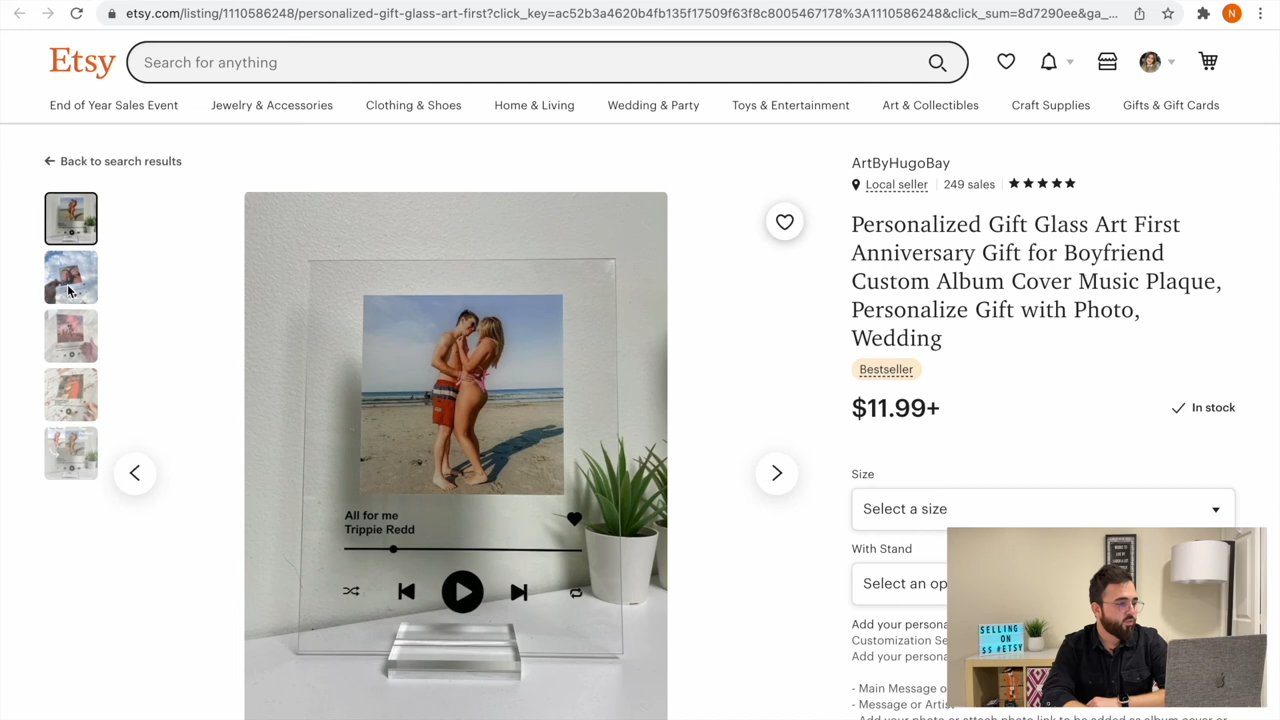 etsy.com/listing/1110586248/personalized-gift-glass-art-first?click_key=ac52b3a4620b4fb135f17509f63f8c8005467178%3A1110586248&click_sum=8d7290ee&ga_...
N
Etsy
Search for anything
End of Year Sales Event Jewelry & Accessories Clothing & Shoes Home & Living Wedding & Party Toys & Entertainment Art & Collectibles Craft Supplies Gifts & Gift Cards
Back to search results
ArtByHugoBay
Local seller 249 sales
Personalized Gift Glass Art First
Anniversary Gift for Boyfriend
Custom Album Cover Music Plaque,
Personalize Gift with Photo,
Wedding
Bestseller
$11.99+ In stock
Size
Select a size
With Stand
Select an op
Add your persona
Customization Se
Add your persona
- Main Message o
- Message or Artis
All for me
Trippie Redd
SELLING
ON
$$ #ETSY